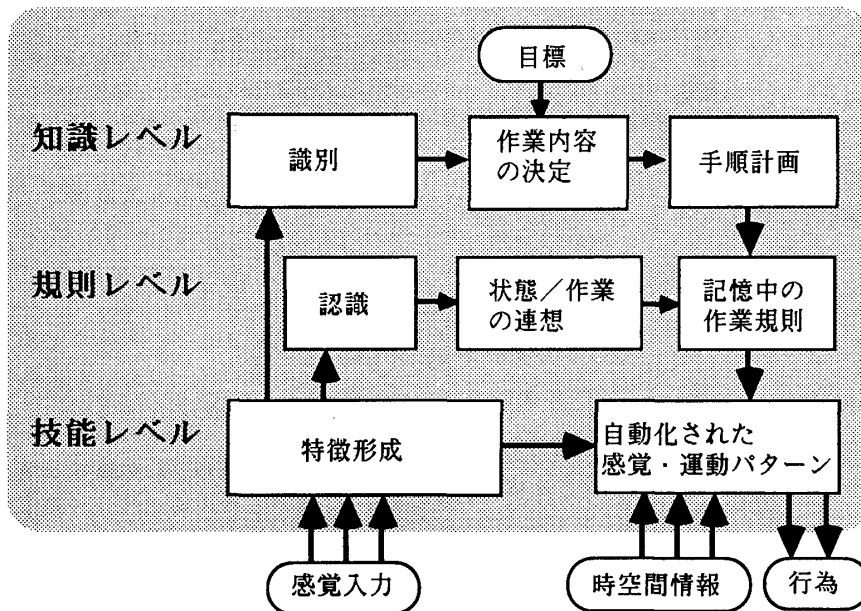 目標
知識レベル
識別
作業内容
の決定
手順計画
規則レベル
認識
状態／作業
の連想
記憶中の
作業規則
技能レベル
特徴形成
自動化された
感覚・運動パターン
感覚入力
時空間情報
行為